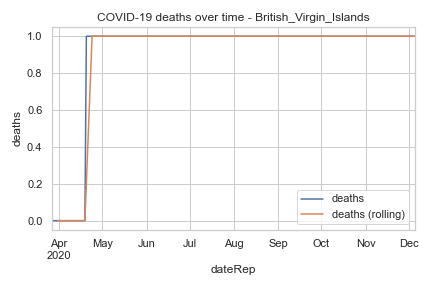 COVID-19 deaths over time - British_Virgin_Islands
deaths
1.0
0.8
0.6
0.4
0.2
0.0
deaths
deaths (rolling)
Apr May Jun Jul Aug Sep Oct Nov Dec
2020
dateRep